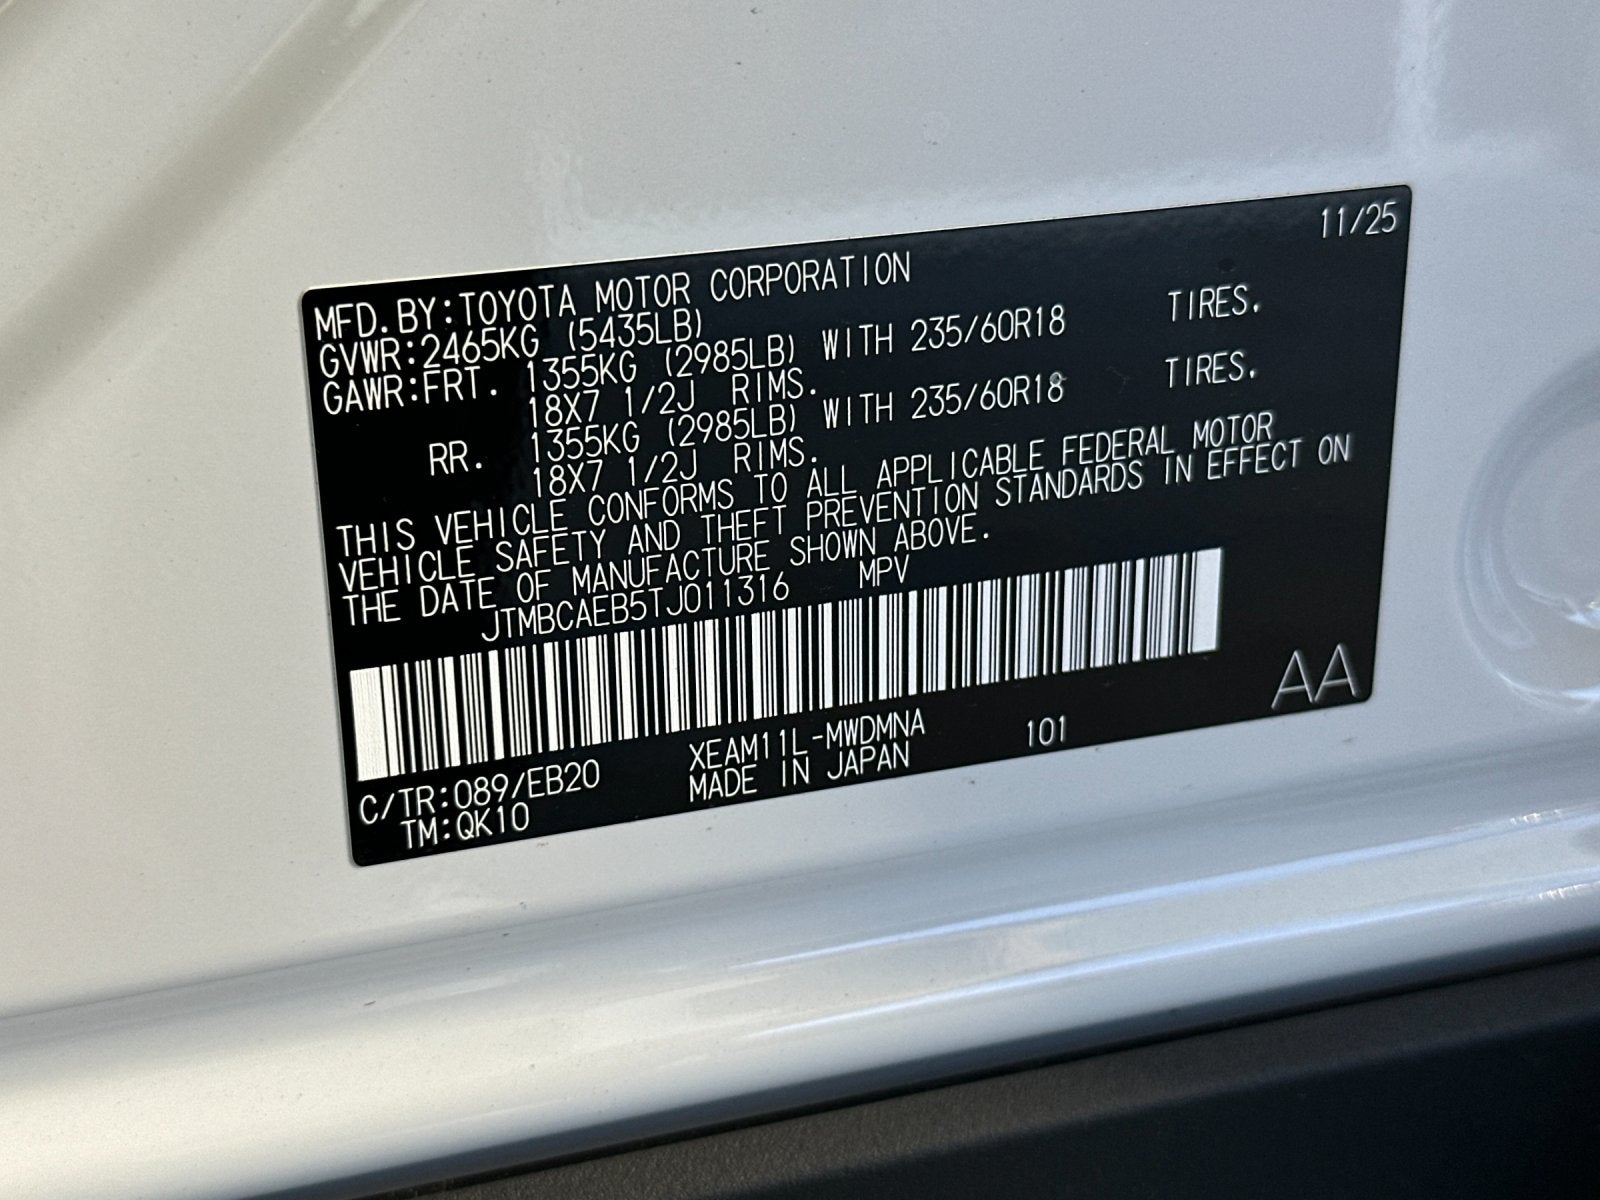 11/25
MFD.BY:TOYOTA MOTOR CORPORATION
GVWR:2465KG (5435LB)
GAWR:FRT. 1355KG (2985LB) WITH 235/60R18 TIRES.
18X7 1/2J RIMS.
RR. 1355KG (2985LB) WITH 235/60R18 TIRES.
18X7 1/2J RIMS.
THIS VEHICLE CONFORMS TO ALL APPLICABLE FEDERAL MOTOR
VEHICLE SAFETY AND THEFT PREVENTION STANDARDS IN EFFECT ON
THE DATE OF MANUFACTURE SHOWN ABOVE.
JTMBCAEB5TJ011316 MPV
AA
C/TR:089/EB20 XEAM11L-MWDMNA 101
TM:QK10 MADE IN JAPAN